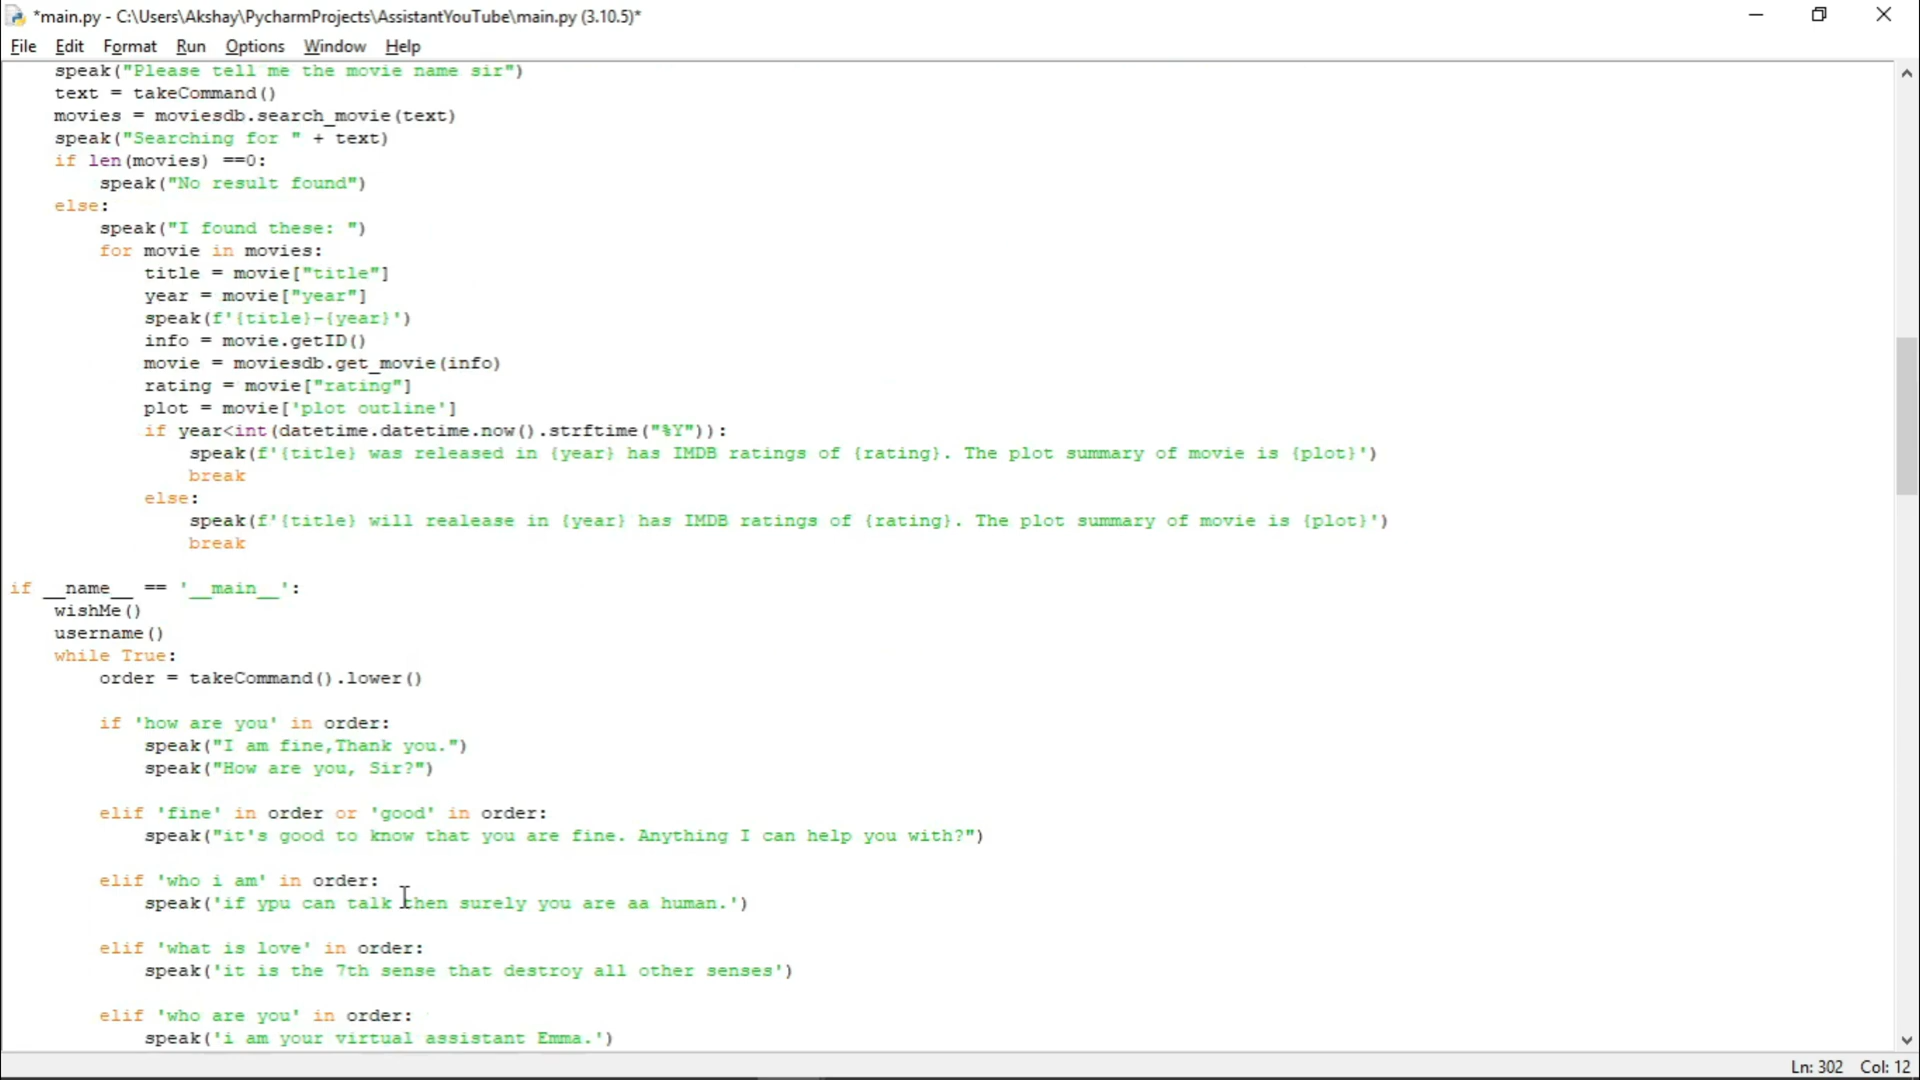 *main.py - C:\Users\Akshay\PycharmProjects\AssistantYouTube\main.py (3.10.5)*
File Edit Format Run Options Window Help
    speak("Please tell me the movie name sir")
    text = takeCommand()
    movies = moviesdb.search_movie(text)
    speak("Searching for " + text)
    if len(movies) ==0:
        speak("No result found")
    else:
        speak("I found these: ")
        for movie in movies:
            title = movie["title"]
            year = movie["year"]
            speak(f'{title}-{year}')
            info = movie.getID()
            movie = moviesdb.get_movie(info)
            rating = movie["rating"]
            plot = movie['plot outline']
            if year<int(datetime.datetime.now().strftime("%Y")):
                speak(f'{title} was released in {year} has IMDB ratings of {rating}. The plot summary of movie is {plot}')
                break
            else:
                speak(f'{title} will realease in {year} has IMDB ratings of {rating}. The plot summary of movie is {plot}')
                break
if __name__ == '__main__':
    wishMe()
    username()
    while True:
        order = takeCommand().lower()
        if 'how are you' in order:
            speak("I am fine,Thank you.")
            speak("How are you, Sir?")
        elif 'fine' in order or 'good' in order:
            speak("it's good to know that you are fine. Anything I can help you with?")
        elif 'who i am' in order:
            speak('if ypu can talk then surely you are aa human.')
        elif 'what is love' in order:
            speak('it is the 7th sense that destroy all other senses')
        elif 'who are you' in order:
            speak('i am your virtual assistant Emma.')
Ln: 302 Col: 12